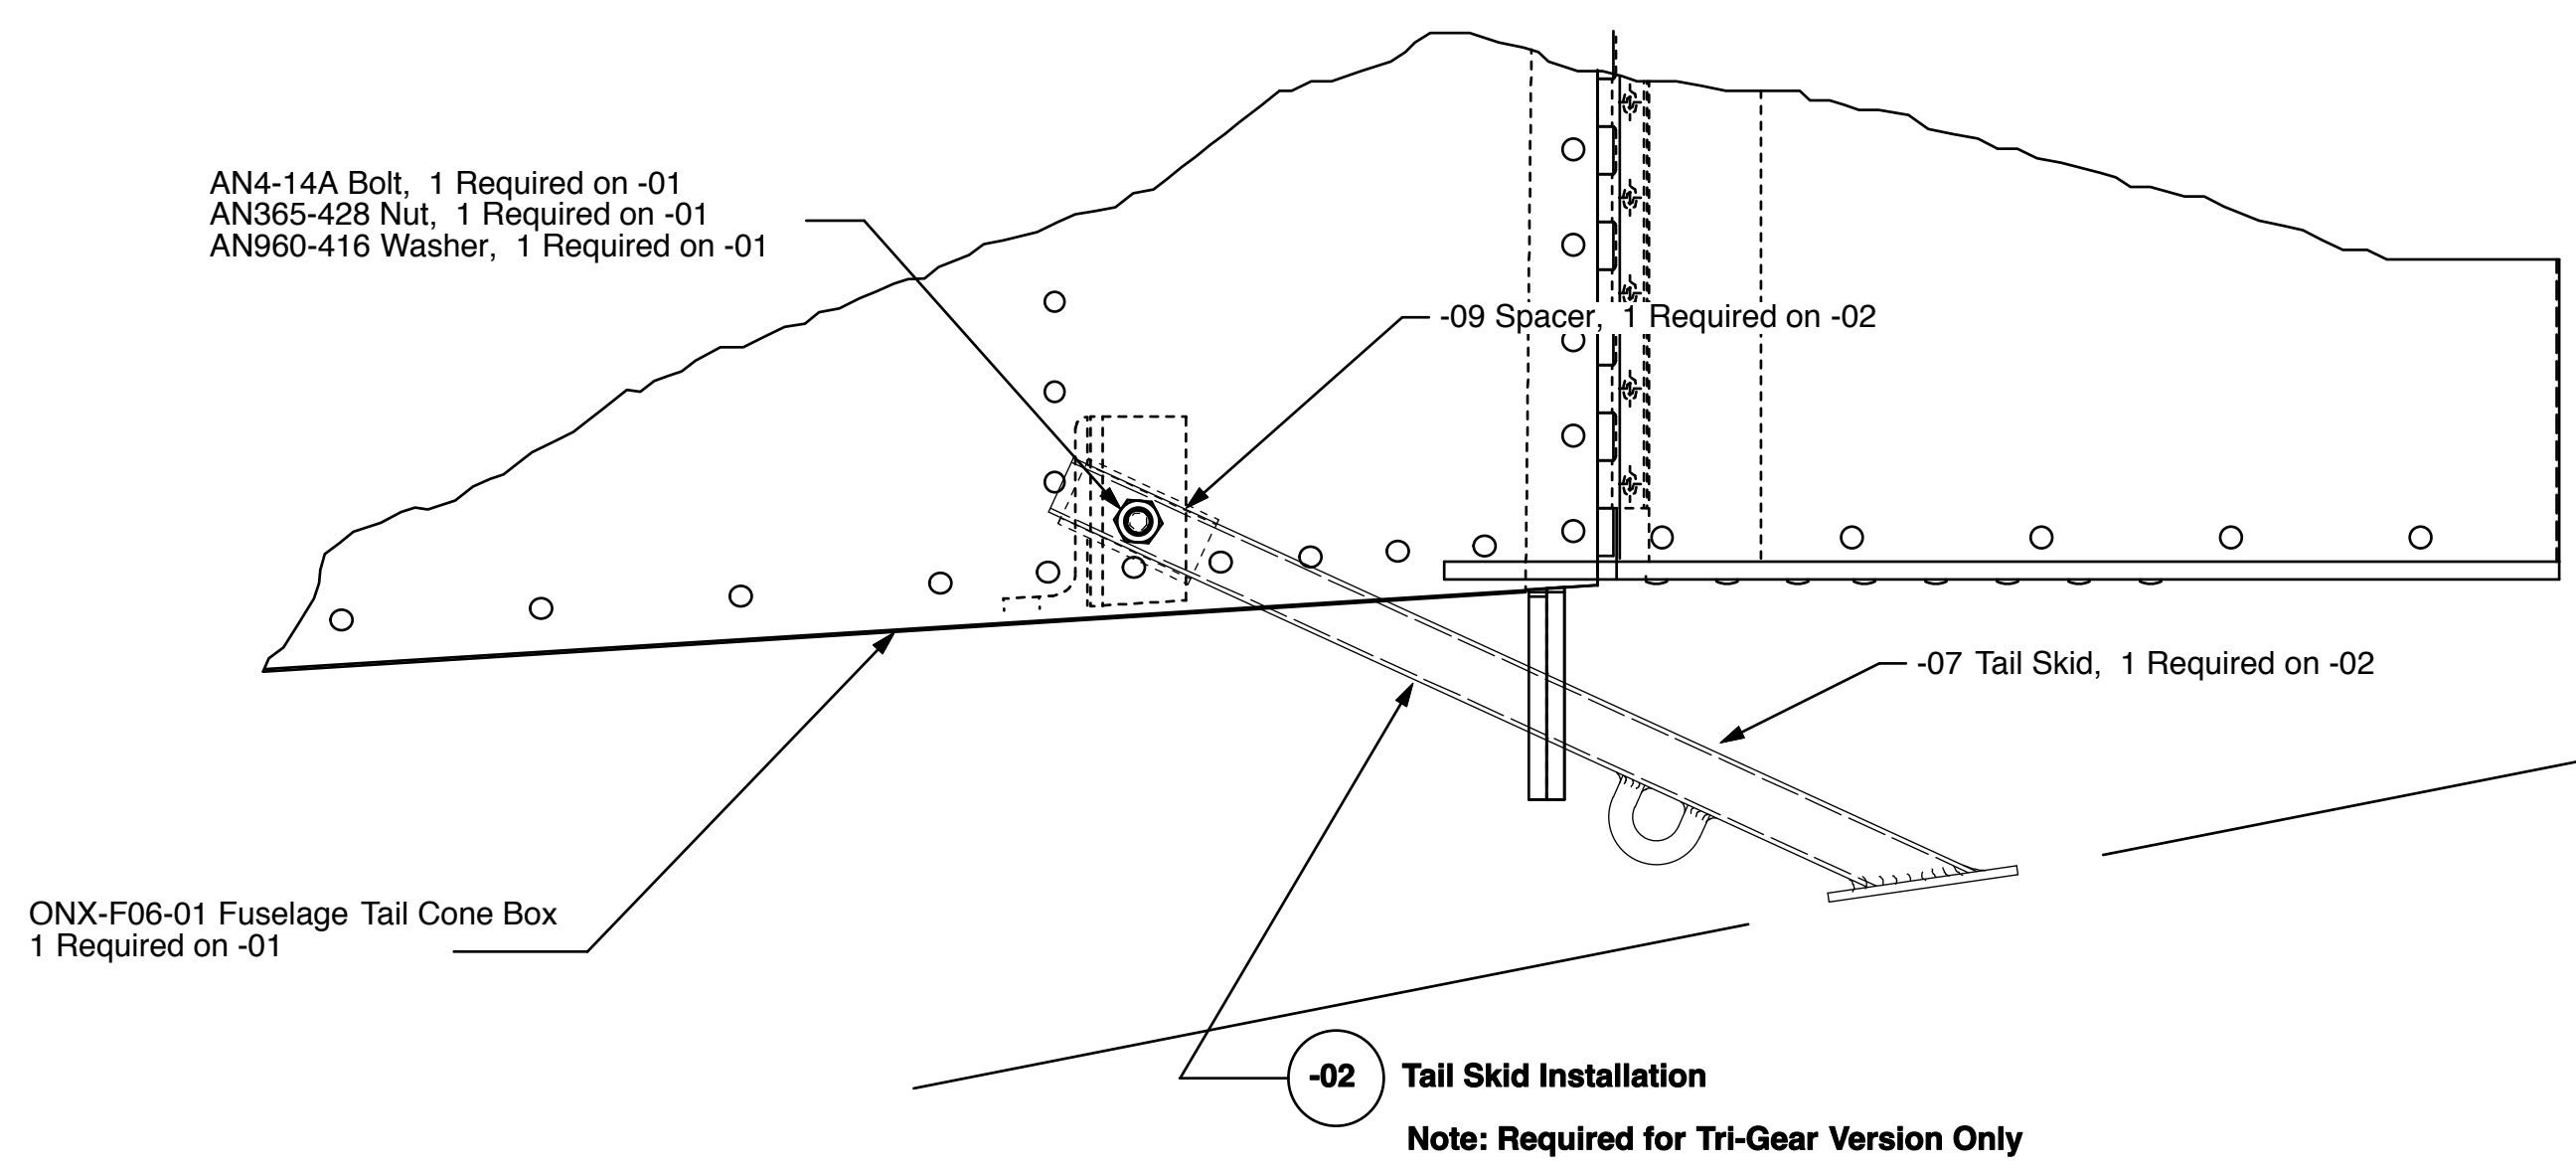 AN4-14A Bolt, 1 Required on -01
AN365-428 Nut, 1 Required on -01
AN960-416 Washer, 1 Required on -01
-09 Spacer, 1 Required on -02
-07 Tail Skid, 1 Required on -02
ONX-F06-01 Fuselage Tail Cone Box
1 Required on -01
-02 Tail Skid Installation
Note: Required for Tri-Gear Version Only